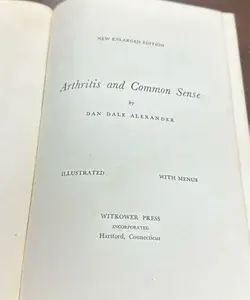 NEW ENLARGED EDITION
Arthritis and Common Sense
by
DAN DALE ALEXANDER
ILLUSTRATED WITH MENUS
WITKOWER PRESS
INCORPORATED
Hartford, Connecticut